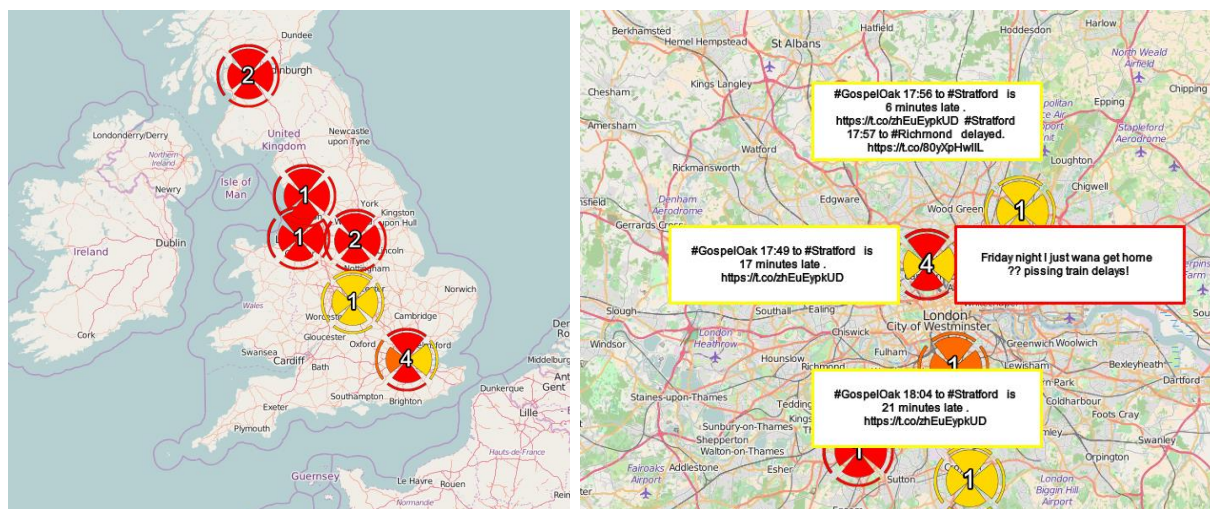 Dundee
2
Edinburgh
Londonderry/Derry
Northern
Ireland
United
Kingdom
Newcastle
upon Tyne
Newry
Isle of
Man
1
York
Kingston
upon Hull
Dublin
Ireland
1
2
Lincoln
Nottingham
1
Norwich
Wales
Cambridge
Cork
Gloucester
Oxford
Swansea
Cardiff
Bath
4
Southampton
Brighton
Exeter
Plymouth
Dunkerque
Middelburg
Gent
Lille
Hauts-de-France
Guernsey
Le Havre
Rouen
Normandie
Berkhamsted
Hemel Hempstead
St Albans
Hatfield
Hoddesdon
Harlow
North Weald
Airfield
Chesham
Kings Langley
Epping
Amersham
Watford
Stapleford
Aerodrome
Loughton
Rickmansworth
Chigwell
#GospelOak 17:56 to #Stratford is
6 minutes late .
https://t.co/zhEuEypkUD #Stratford
17:57 to #Richmond delayed.
https://t.co/80yXpHwIIL
Edgware
Wood Green
1
Denham
Aerodrome
Gerrards Cross
#GospelOak 17:49 to #Stratford is
17 minutes late .
https://t.co/zhEuEypkUD
4
Friday night I just wana get home
?? pissing train delays!
Slough
Southall
Ealing
London
City of Westminster
Windsor
London
Heathrow
Chiswick
Fulham
Hounslow
Richmond
Greenwich
Woolwich
Bexleyheath
Lewisham
Dartford
1
Staines-upon-Thames
#GospelOak 18:04 to #Stratford is
21 minutes late .
https://t.co/zhEuEypkUD
Sunbury-on-Thames
Shepperton
Walton-on-Thames
Coldharbour
Foots Cray
Swanley
Fairoaks
Airport
Addlestone
Esher
1
Sutton
1
Orpington
London
Biggin Hill
Airport